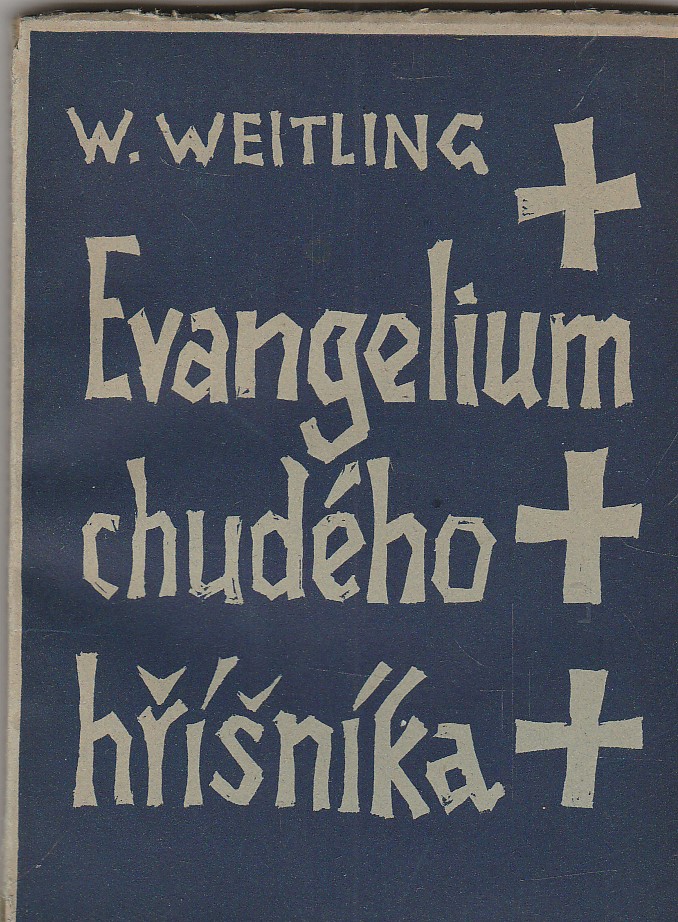 W. WEITLING
Evangelium
chudého
hříšníka